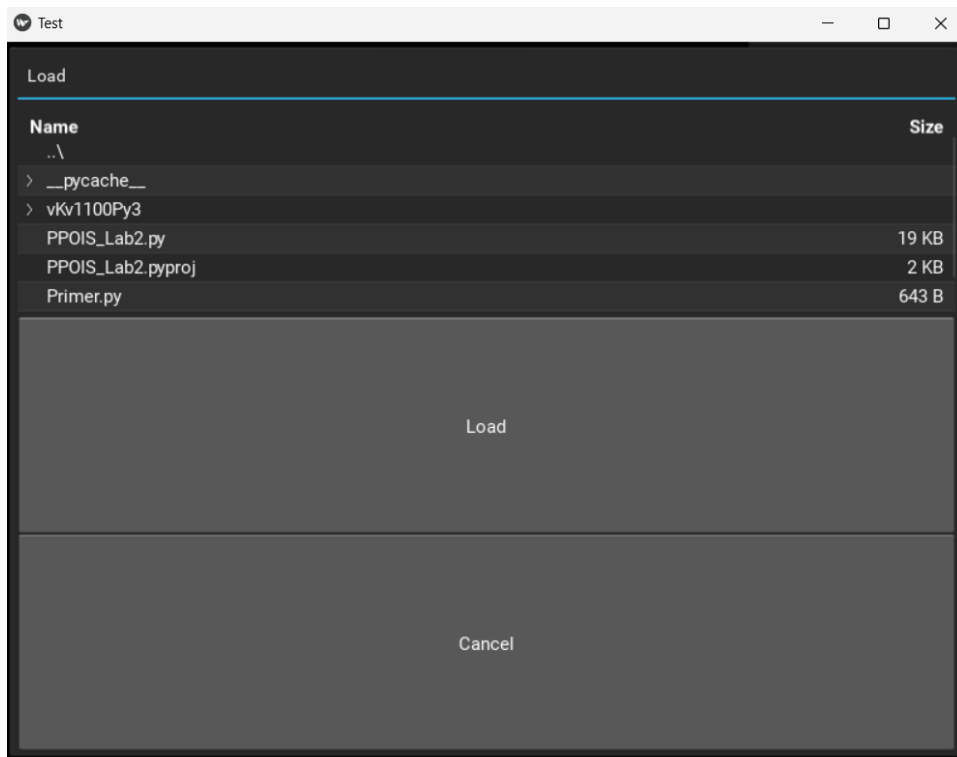 Test
Load
Name Size
..\
__pycache__
vKv1100Py3
PPOIS_Lab2.py 19 KB
PPOIS_Lab2.pyproj 2 KB
Primer.py 643 B
Load
Cancel